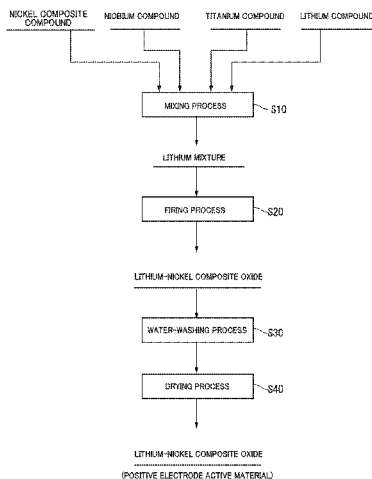 NICKEL COMPOSITE
COMPOUND
NIOBIUM COMPOUND
TITANIUM COMPOUND
LITHIUM COMPOUND
MIXING PROCESS
S10
LITHIUM MIXTURE
FIRING PROCESS
S20
LITHIUM-NICKEL COMPOSITE OXIDE
WATER-WASHING PROCESS
S30
DRYING PROCESS
S40
LITHIUM-NICKEL COMPOSITE OXIDE
(POSITIVE ELECTRODE ACTIVE MATERIAL)